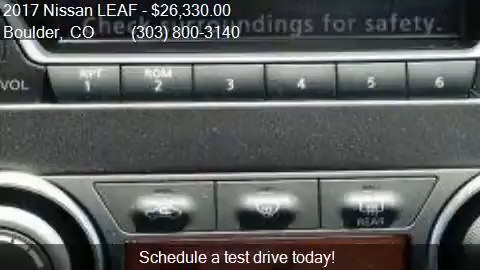 2017 Nissan LEAF - $26,330.00
Boulder, CO (303) 800-3140
Check surroundings for safety.
VOL
RPT RDM
1 2 3 4 5 6
REAR
Schedule a test drive today!